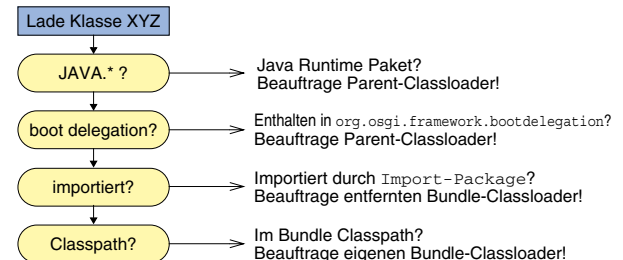 Lade Klasse XYZ
JAVA.* ?
Java Runtime Paket?
Beauftrage Parent-Classloader!
boot delegation?
Enthalten in org.osgi.framework.bootdelegation?
Beauftrage Parent-Classloader!
importiert?
Importiert durch Import-Package?
Beauftrage entfernten Bundle-Classloader!
Classpath?
Im Bundle Classpath?
Beauftrage eigenen Bundle-Classloader!